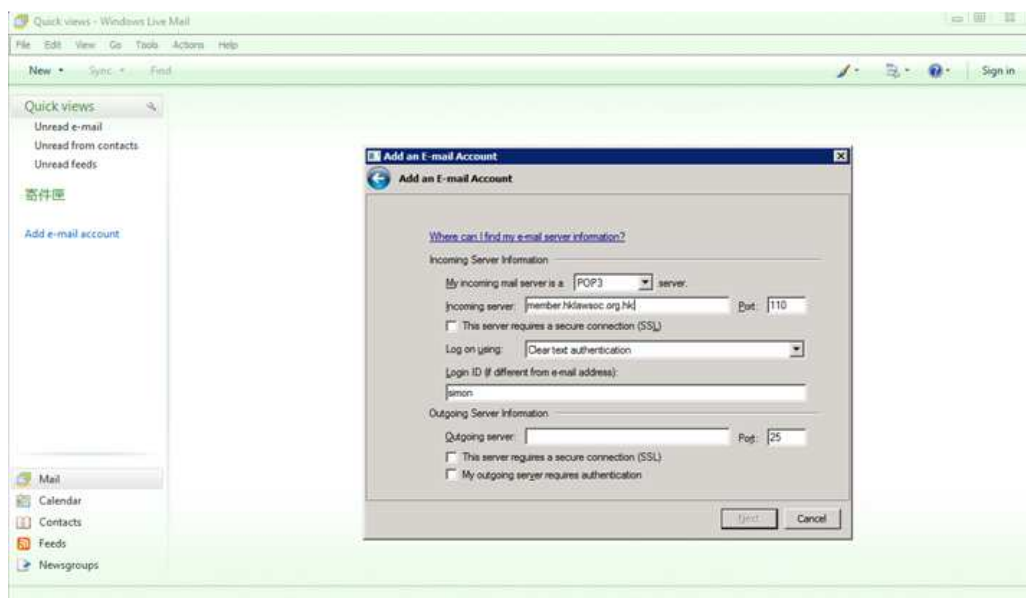 Quick views - Windows Live Mail
File Edit View Go Tools Actions Help
New Sync Find Sign in
Quick views
Unread e-mail
Unread from contacts
Unread feeds
寄件匣
Add e-mail account
Mail
Calendar
Contacts
Feeds
Newsgroups
Add an E-mail Account
Add an E-mail Account
Where can I find my e-mail server information?
Incoming Server Information
My incoming mail server is a POP3 server.
Incoming server: member.hklawsoc.org.hk Port: 110
This server requires a secure connection (SSL)
Log on using: Clear text authentication
Login ID (if different from e-mail address):
simon
Outgoing Server Information
Outgoing server: Port: 25
This server requires a secure connection (SSL)
My outgoing server requires authentication
Next Cancel